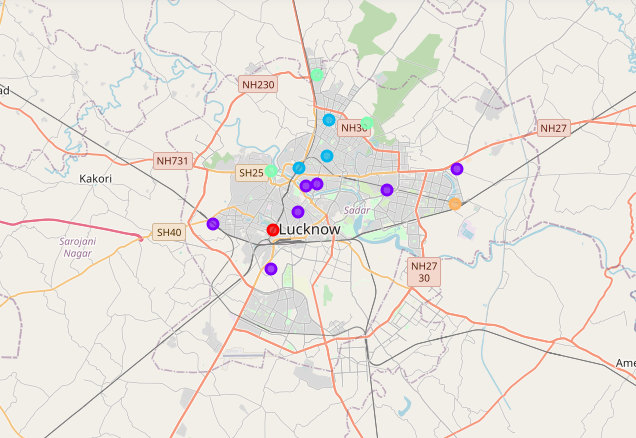 NH230
ad
NH30
NH27
NH731
SH25
Kakori
Sadar
SH40
Lucknow
Sarojani
Nagar
NH27
30
Ame